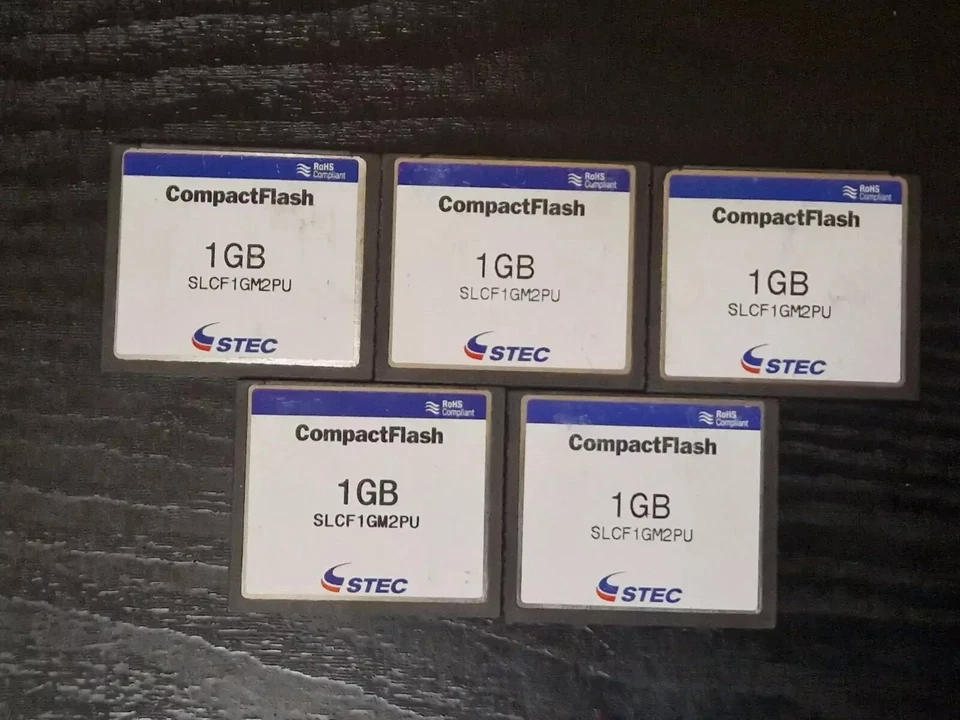 RoHS
Compliant
CompactFlash
1GB
SLCF1GM2PU
STEC
RoHS
Compliant
CompactFlash
1GB
SLCF1GM2PU
STEC
RoHS
Compliant
CompactFlash
1GB
SLCF1GM2PU
STEC
RoHS
Compliant
CompactFlash
1GB
SLCF1GM2PU
STEC
RoHS
Compliant
CompactFlash
1GB
SLCF1GM2PU
STEC